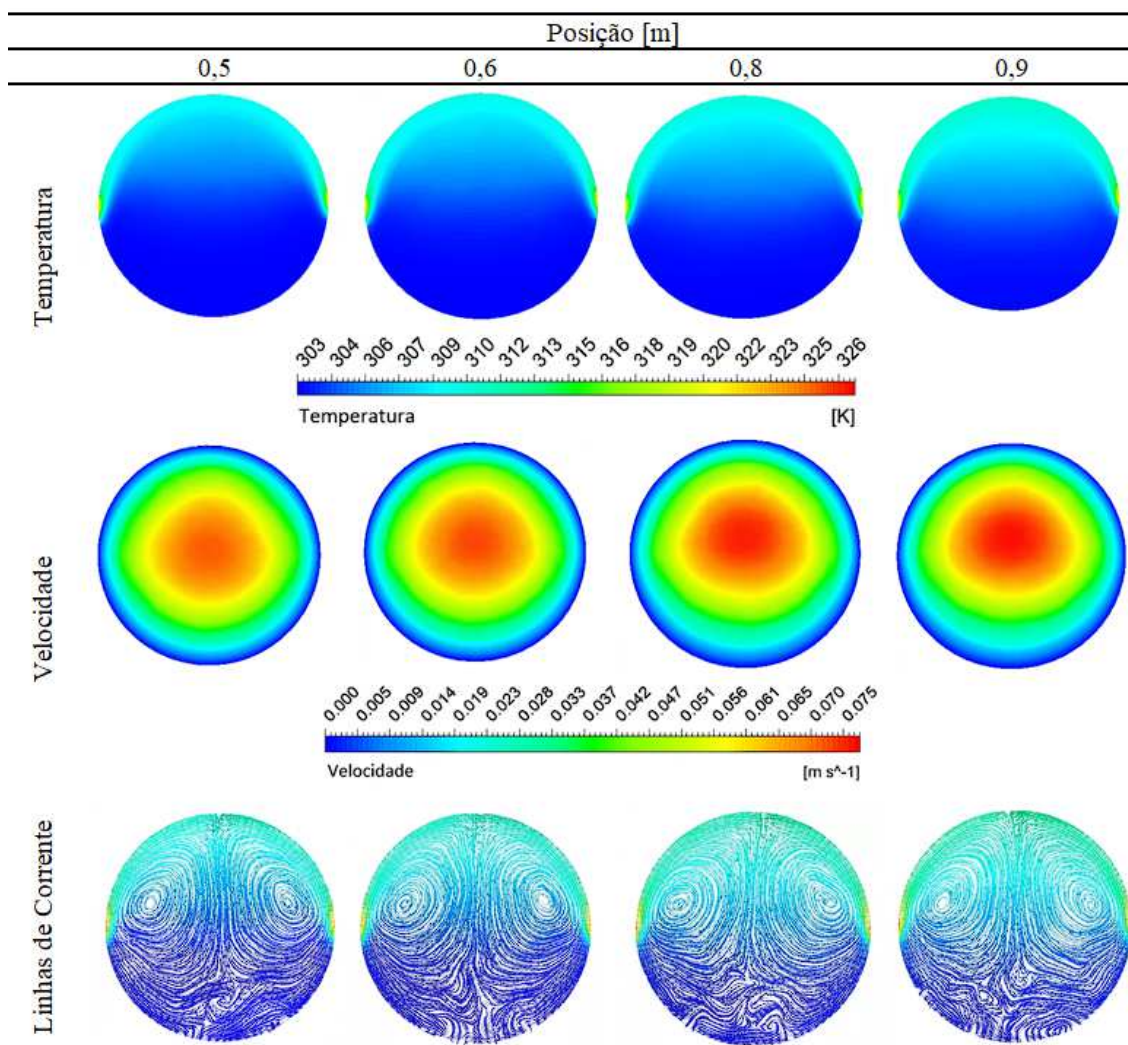 Posição [m]
0,5 0,6 0,8 0,9
Temperatura
303 304 306 307 309 310 312 313 315 316 318 319 320 322 323 325 326
Temperatura [K]
Velocidade
0.000 0.005 0.009 0.014 0.019 0.023 0.028 0.033 0.037 0.042 0.047 0.051 0.056 0.061 0.065 0.070 0.075
Velocidade [m s^-1]
Linhas de Corrente